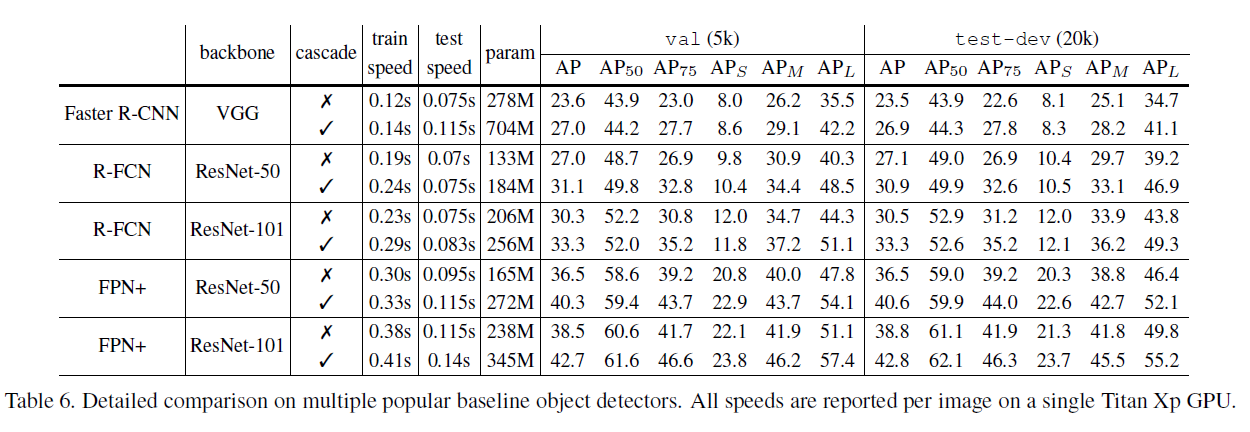 backbone cascade train speed test speed param val (5k) test-dev (20k)
AP AP50 AP75 APS APM APL AP AP50 AP75 APS APM APL
Faster R-CNN VGG ✗ 0.12s 0.075s 278M 23.6 43.9 23.0 8.0 26.2 35.5 23.5 43.9 22.6 8.1 25.1 34.7
✓ 0.14s 0.115s 704M 27.0 44.2 27.7 8.6 29.1 42.2 26.9 44.3 27.8 8.3 28.2 41.1
R-FCN ResNet-50 ✗ 0.19s 0.07s 133M 27.0 48.7 26.9 9.8 30.9 40.3 27.1 49.0 26.9 10.4 29.7 39.2
✓ 0.24s 0.075s 184M 31.1 49.8 32.8 10.4 34.4 48.5 30.9 49.9 32.6 10.5 33.1 46.9
R-FCN ResNet-101 ✗ 0.23s 0.075s 206M 30.3 52.2 30.8 12.0 34.7 44.3 30.5 52.9 31.2 12.0 33.9 43.8
✓ 0.29s 0.083s 256M 33.3 52.0 35.2 11.8 37.2 51.1 33.3 52.6 35.2 12.1 36.2 49.3
FPN+ ResNet-50 ✗ 0.30s 0.095s 165M 36.5 58.6 39.2 20.8 40.0 47.8 36.5 59.0 39.2 20.3 38.8 46.4
✓ 0.33s 0.115s 272M 40.3 59.4 43.7 22.9 43.7 54.1 40.6 59.9 44.0 22.6 42.7 52.1
FPN+ ResNet-101 ✗ 0.38s 0.115s 238M 38.5 60.6 41.7 22.1 41.9 51.1 38.8 61.1 41.9 21.3 41.8 49.8
✓ 0.41s 0.14s 345M 42.7 61.6 46.6 23.8 46.2 57.4 42.8 62.1 46.3 23.7 45.5 55.2
Table 6. Detailed comparison on multiple popular baseline object detectors. All speeds are reported per image on a single Titan Xp GPU.